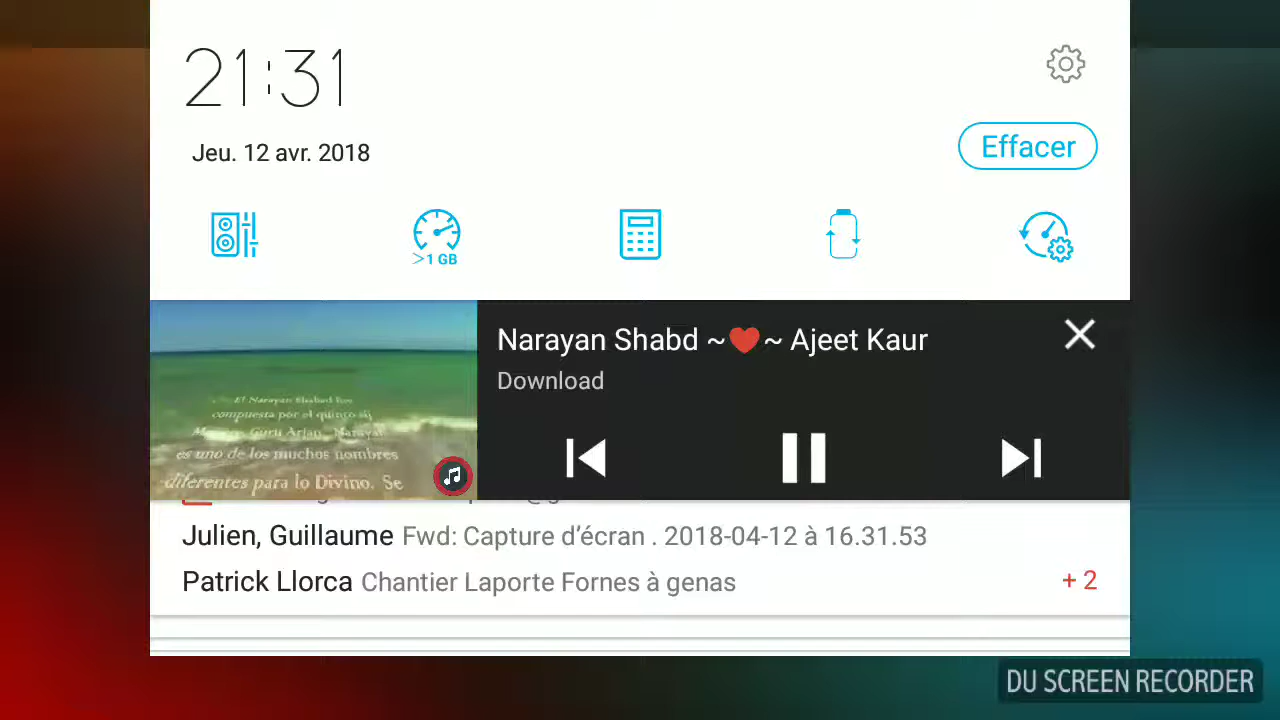 21:31
Jeu. 12 avr. 2018
Effacer
>1 GB
Narayan Shabd ~❤~ Ajeet Kaur
Download
El Narayan Shabad fue
compuesta por el quinto
Guru Arjan. Narayan
es uno de los muchos nombres
diferentes para lo Divino. Se
Julien, Guillaume Fwd: Capture d’écran . 2018-04-12 à 16.31.53
Patrick Llorca Chantier Laporte Fornes à genas
+ 2
DU SCREEN RECORDER